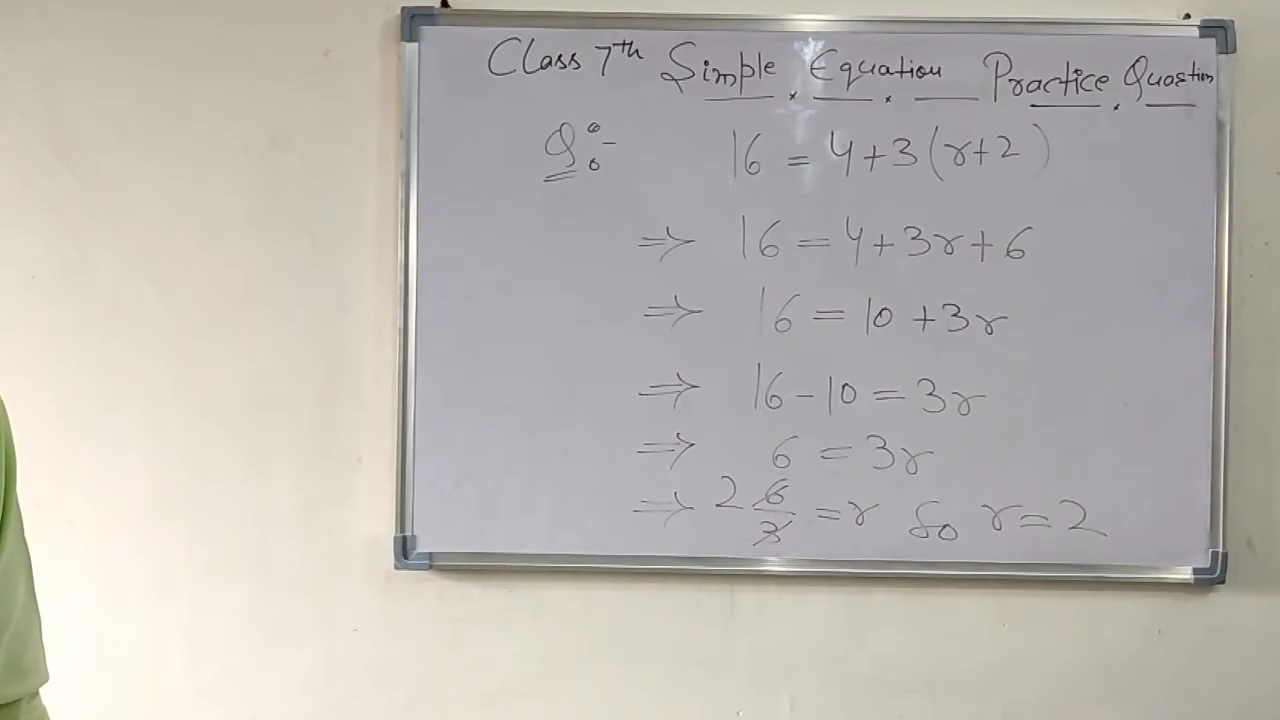 Class 7th Simple Equation Practice Question
Q:- 16 = 4+3(r+2)
⇒ 16 = 4+3r+6
⇒ 16 = 10 +3r
⇒ 16-10 = 3r
⇒ 6 = 3r
⇒ 2 6/3 = r So r = 2